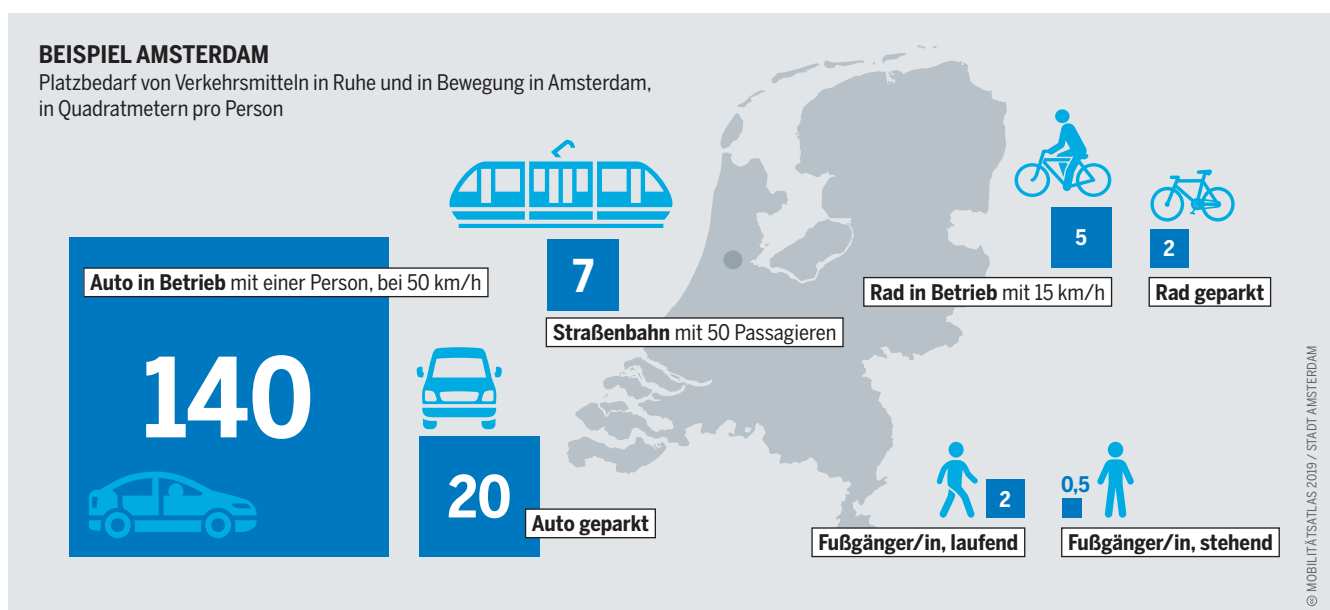 BEISPIEL AMSTERDAM
Platzbedarf von Verkehrsmitteln in Ruhe und in Bewegung in Amsterdam,
in Quadratmetern pro Person
Auto in Betrieb mit einer Person, bei 50 km/h
140
20
Auto geparkt
7
Straßenbahn mit 50 Passagieren
5
Rad in Betrieb mit 15 km/h
2
Rad geparkt
2
Fußgänger/in, laufend
0,5
Fußgänger/in, stehend
MOBILITÄTSATLAS 2019 / STADT AMSTERDAM